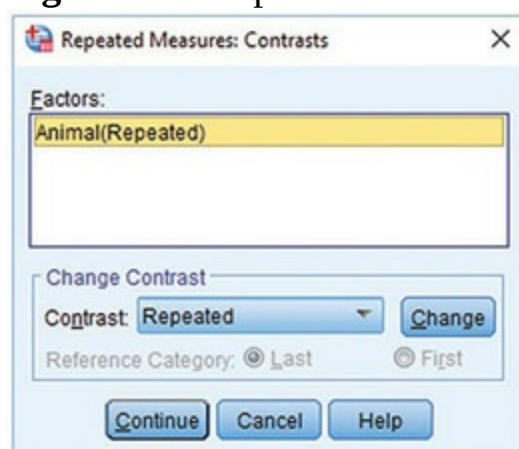 Repeated Measures: Contrasts
Factors:
Animal(Repeated)
Change Contrast
Contrast: Repeated Change
Reference Category: Last First
Continue Cancel Help